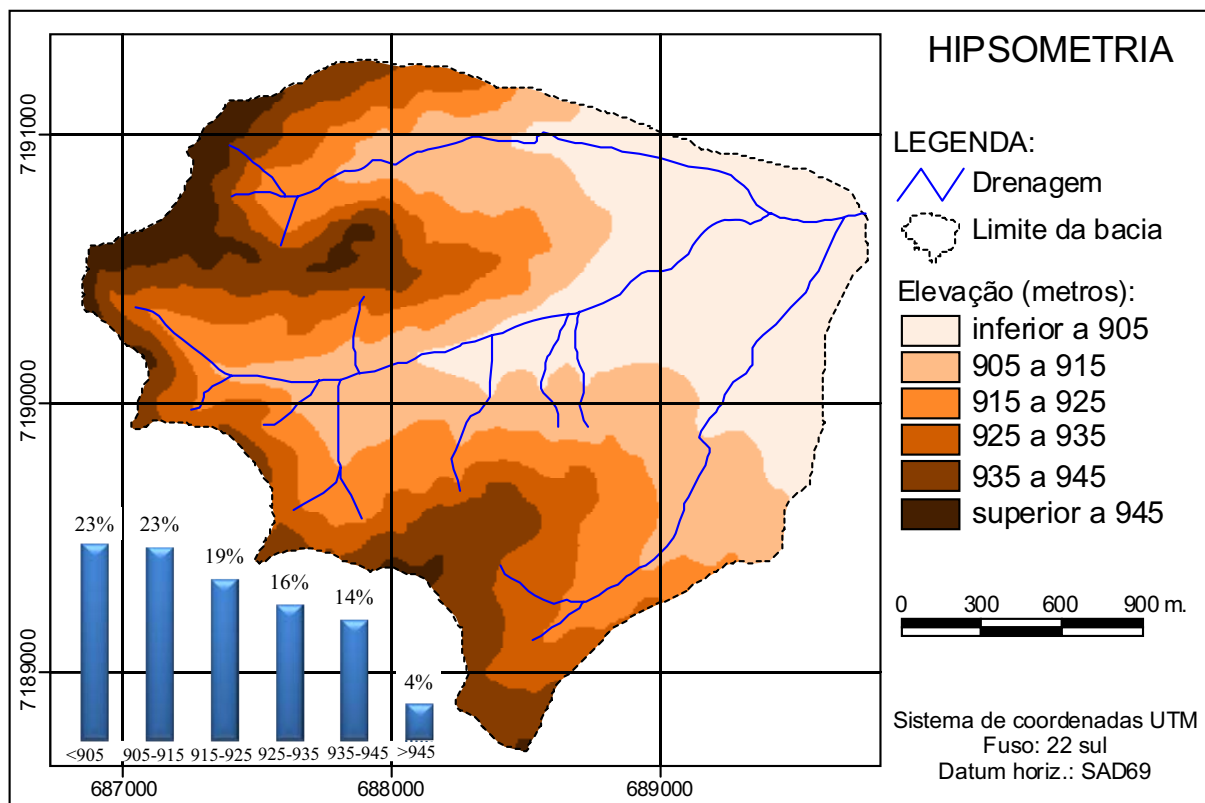 HIPSOMETRIA
LEGENDA:
Drenagem
Limite da bacia
Elevação (metros):
inferior a 905
905 a 915
915 a 925
925 a 935
935 a 945
superior a 945
0 300 600 900 m.
Sistema de coordenadas UTM
Fuso: 22 sul
Datum horiz.: SAD69
7191000
7190000
7189000
687000 688000 689000
23% 23% 19% 16% 14% 4%
<905 905-915 915-925 925-935 935-945 >945